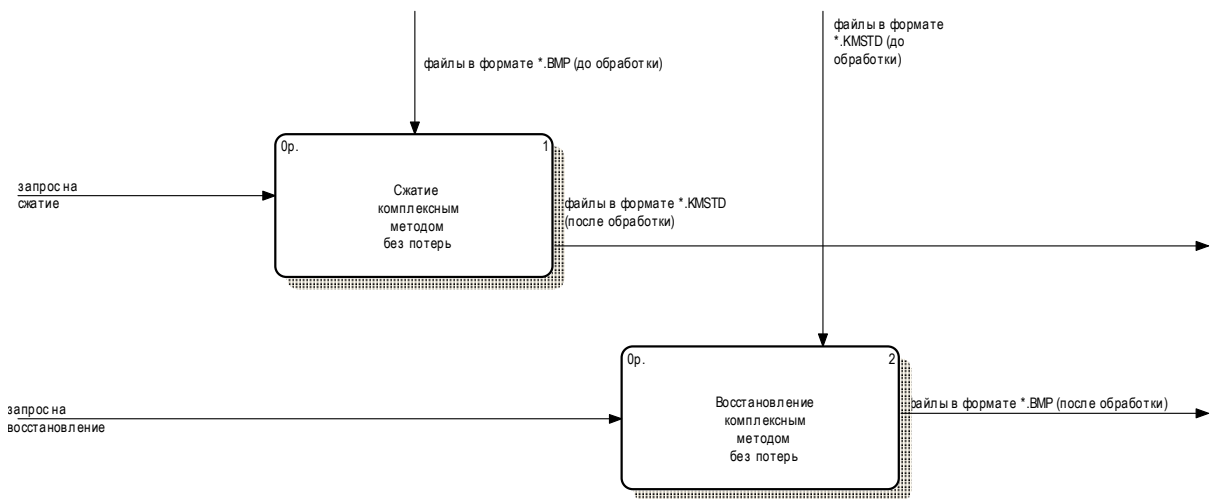 файлы в формате
*.KMSTD (до
обработки)
файлы в формате *.BMP (до обработки)
0р. 1
запрос на
сжатие
Сжатие
комплексным
методом
без потерь
файлы в формате *.KMSTD
(после обработки)
0р. 2
запрос на
восстановление
Восстановление
комплексным
методом
без потерь
файлы в формате *.BMP (после обработки)